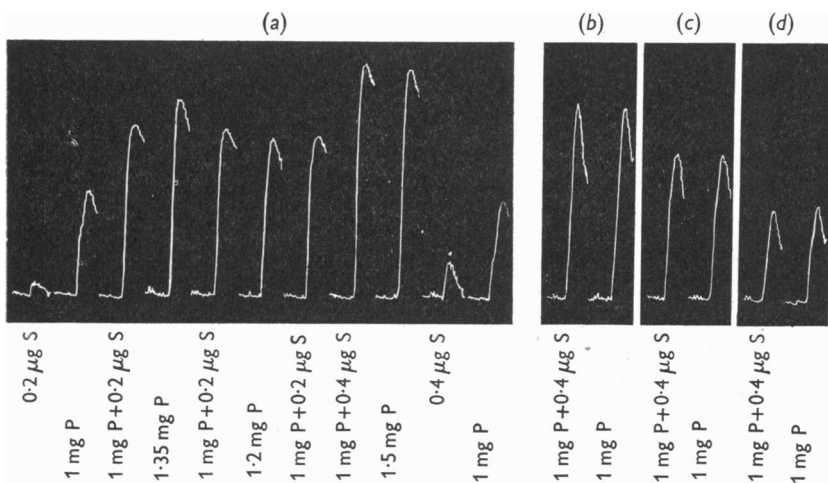 (a)
(b)
(c)
(d)
0·2 μg S
1 mg P
1 mg P+0·2 μg S
1·35 mg P
1 mg P+0·2 μg S
1·2 mg P
1 mg P+0·2 μg S
1 mg P+0·4 μg S
1·5 mg P
0·4 μg S
1 mg P
1 mg P+0·4 μg S
1 mg P
1 mg P+0·4 μg S
1 mg P
1 mg P+0·4 μg S
1 mg P